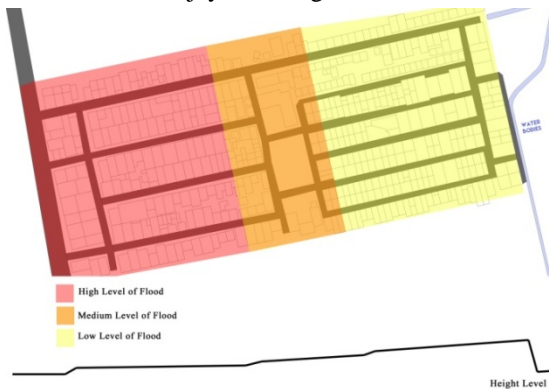 WATER
BODIES
High Level of Flood
Medium Level of Flood
Low Level of Flood
Height Level